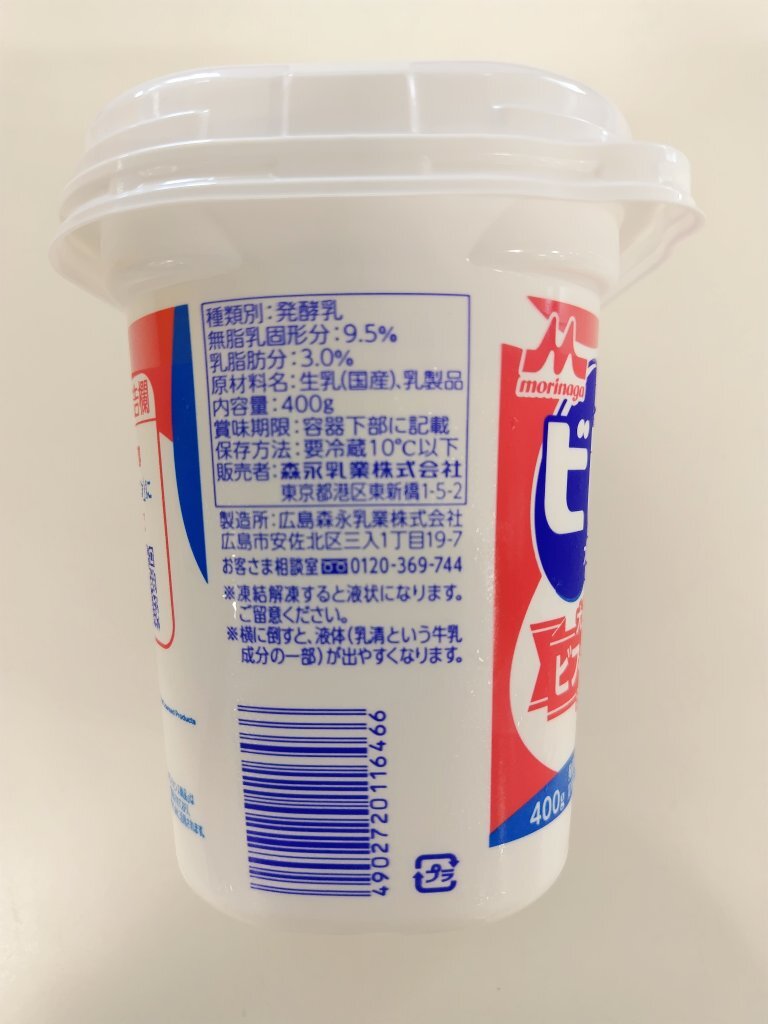 種類別:発酵乳
無脂乳固形分:9.5%
乳脂肪分:3.0%
原材料名:生乳(国産)、乳製品
内容量:400g
賞味期限:容器下部に記載
保存方法:要冷蔵10℃以下
販売者:森永乳業株式会社
東京都港区東新橋1-5-2
製造所:広島森永乳業株式会社
広島市安佐北区三入1丁目19-7
お客さま相談室 0120-369-744
※凍結解凍すると液状になります。
ご留意ください。
※横に倒すと、液体(乳清という牛乳
成分の一部)が出やすくなります。
4902720116466
プラ
morinaga
ビ
ビフ
400g